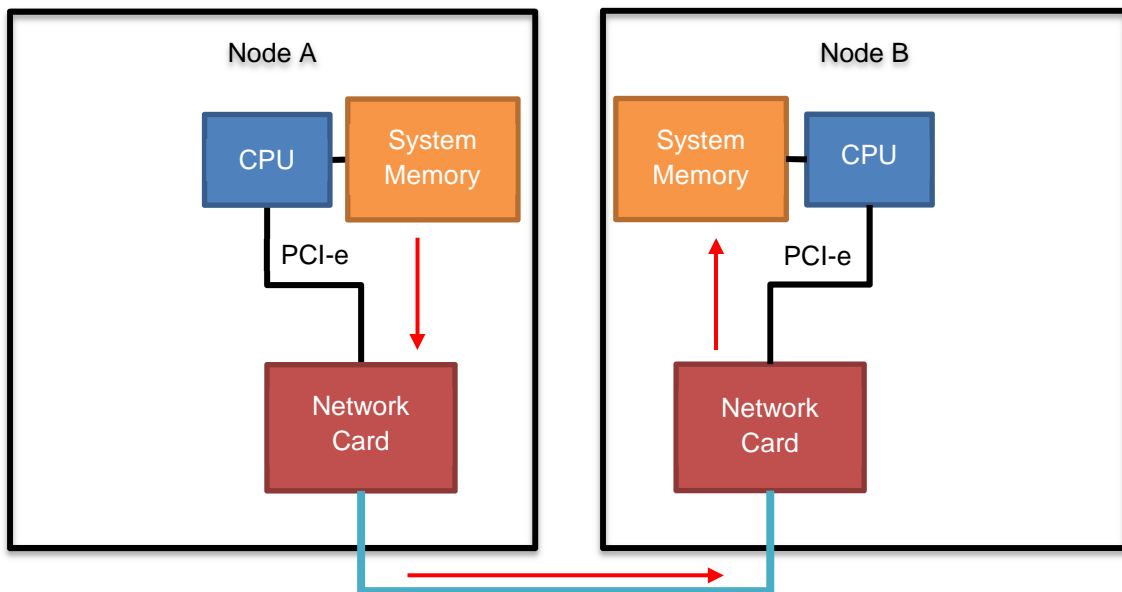 Node A
CPU
System
Memory
PCI-e
Network
Card
Node B
System
Memory
CPU
PCI-e
Network
Card